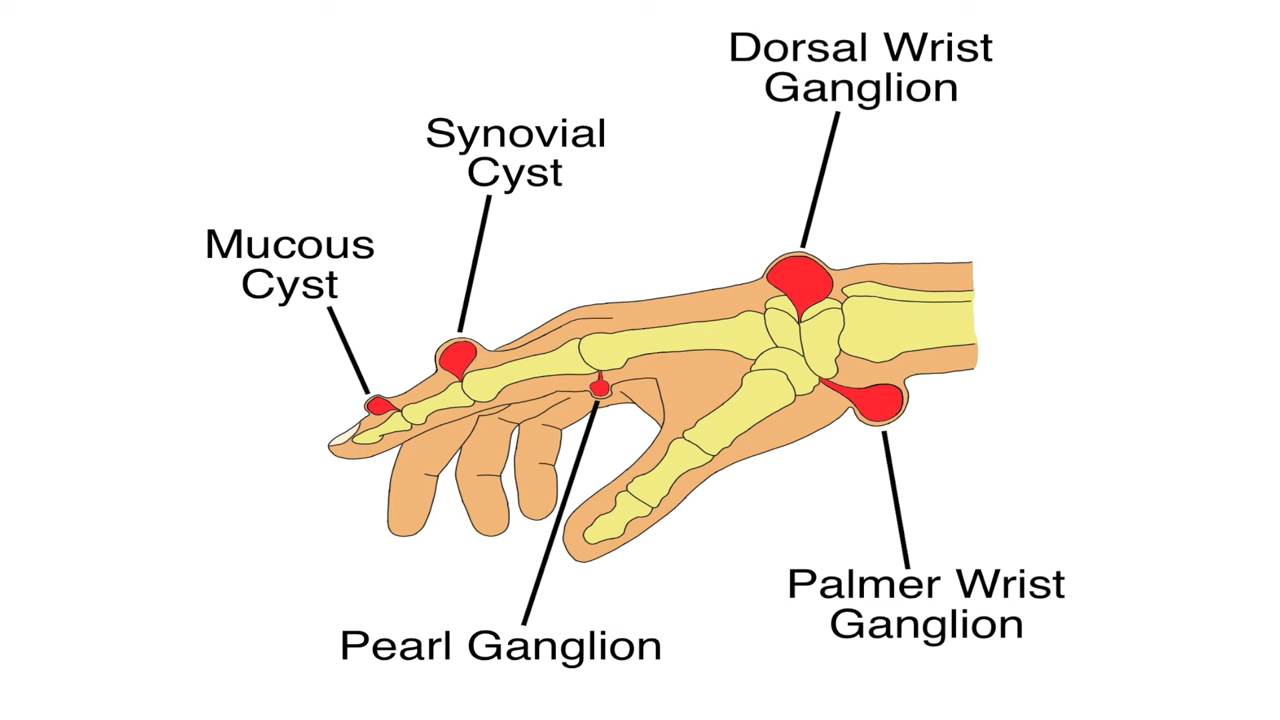 Dorsal Wrist
Ganglion
Synovial
Cyst
Mucous
Cyst
Palmer Wrist
Ganglion
Pearl Ganglion